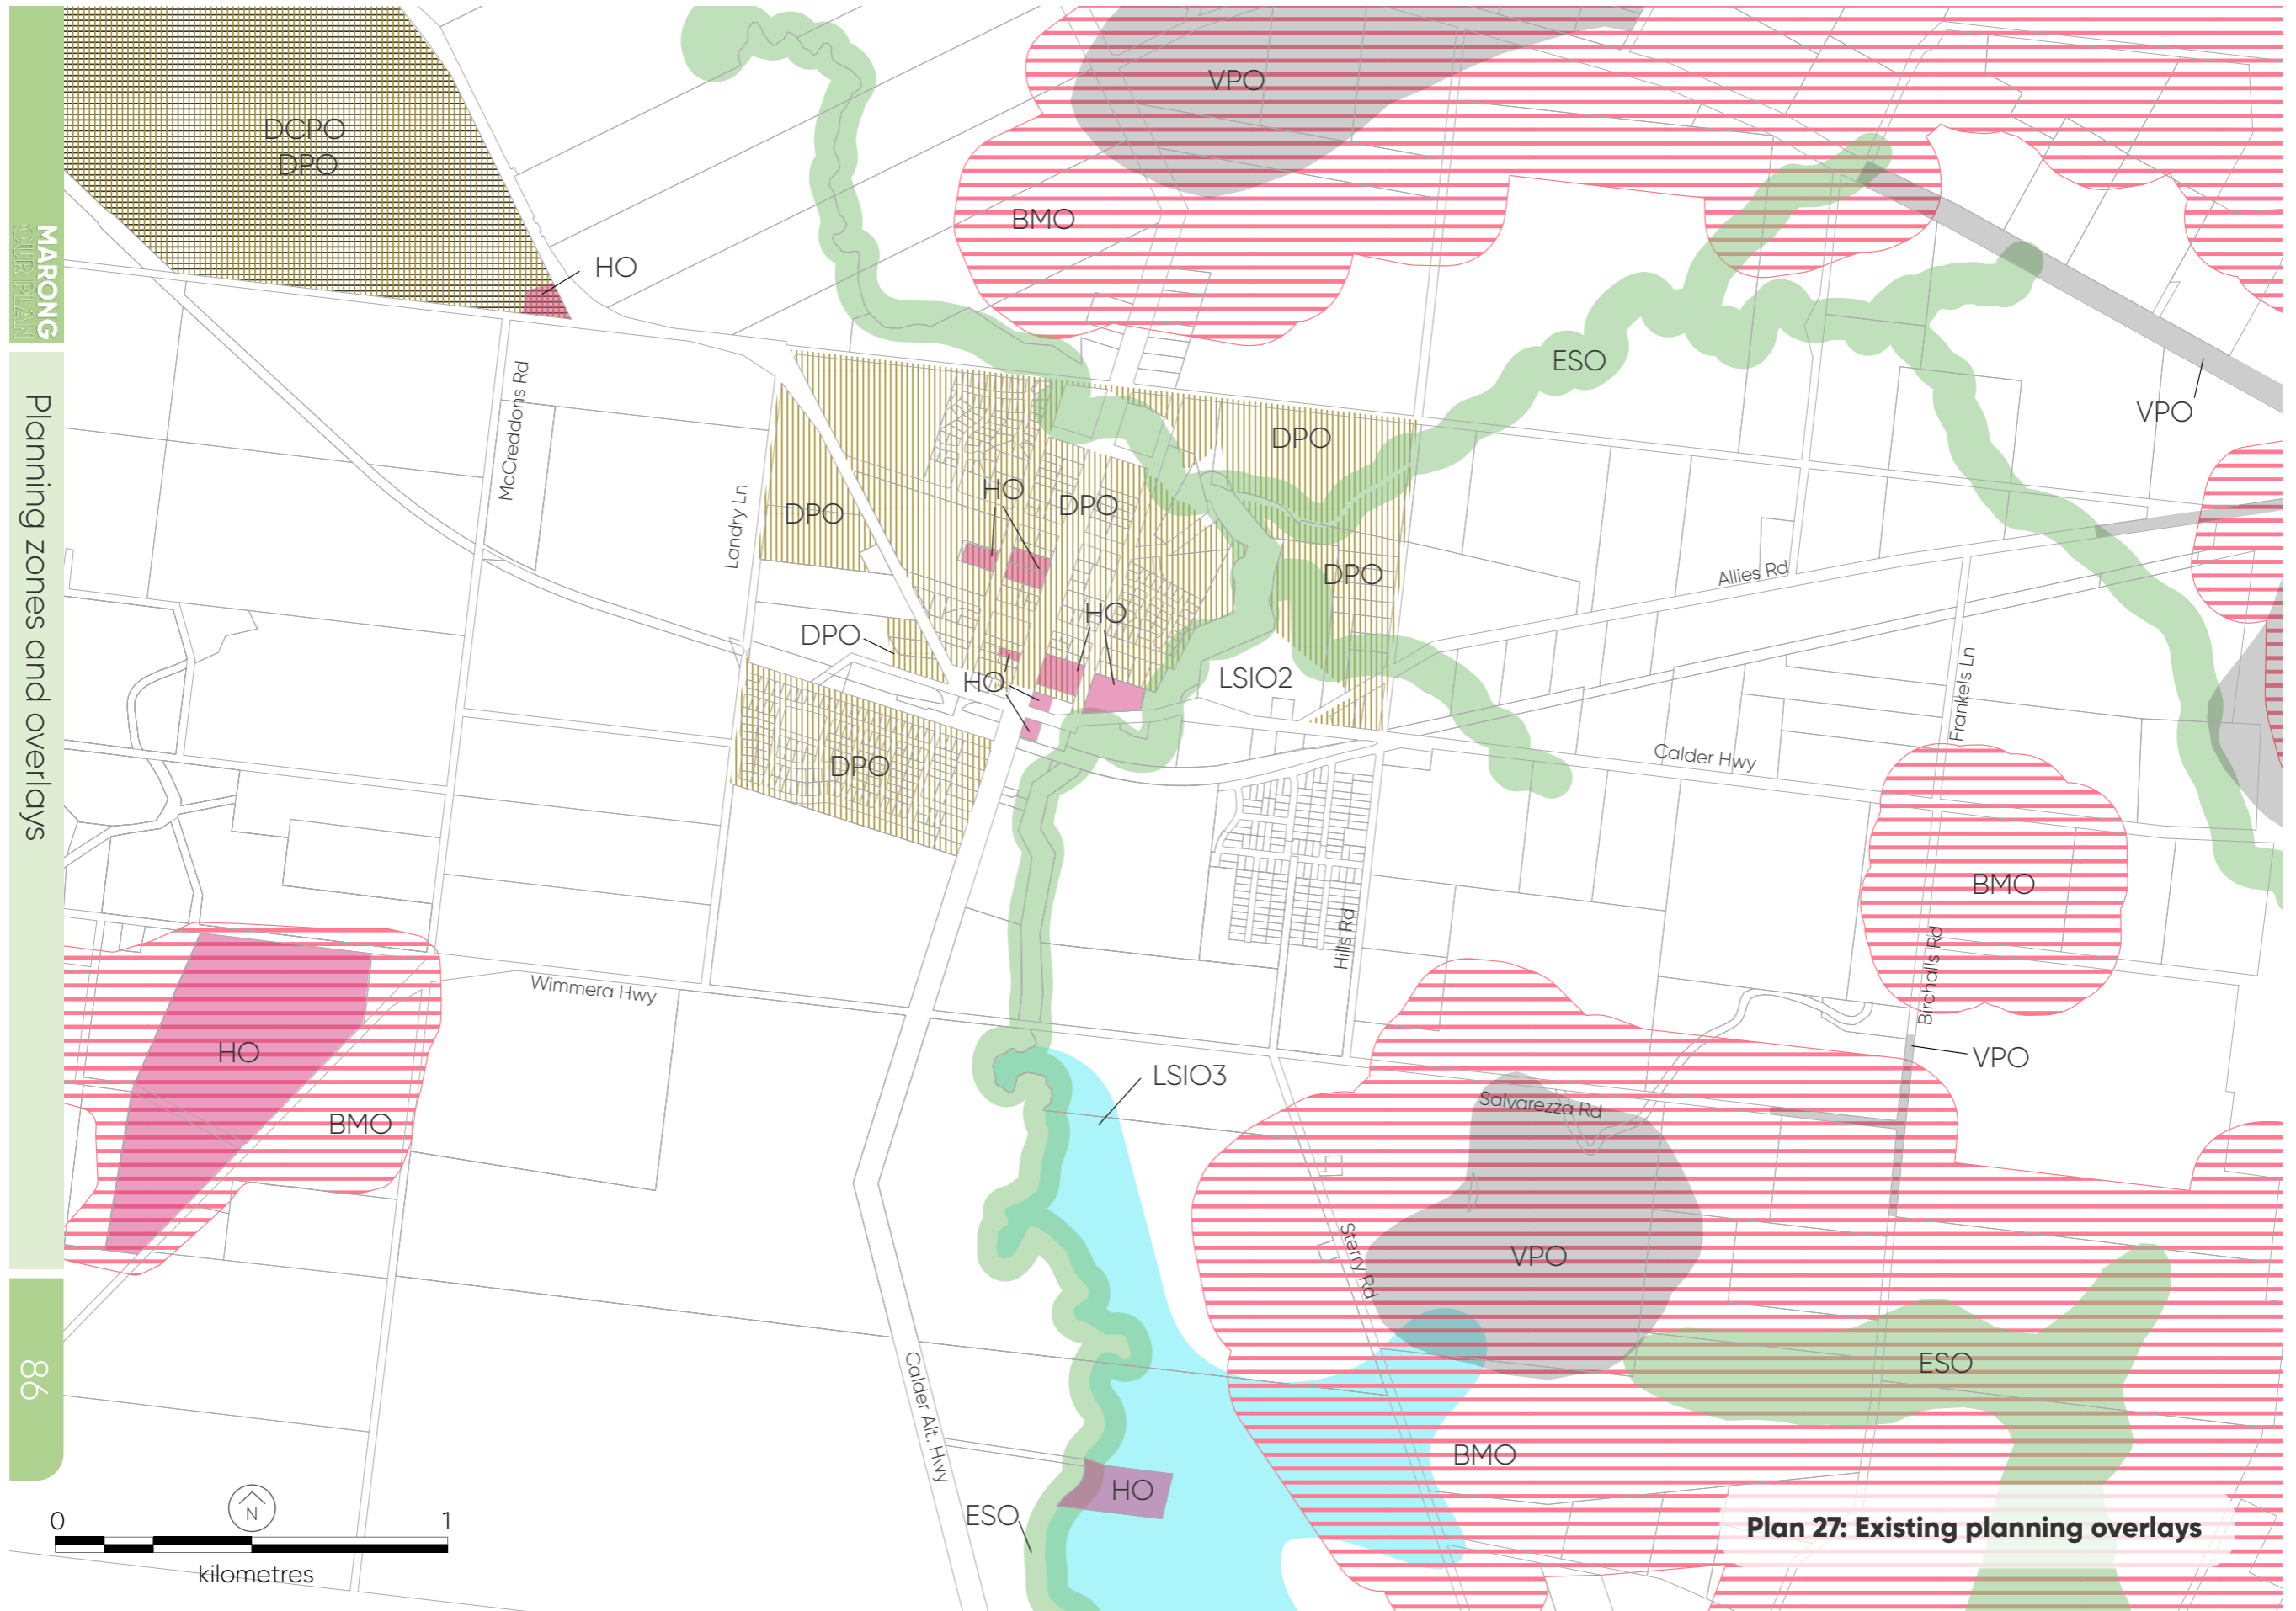 MARONG
OUR PLAN
Planning zones and overlays
86
DCPO
DPO
HO
VPO
BMO
ESO
VPO
McCreddons Rd
Landry Ln
DPO
HO
DPO
DPO
DPO
HO
DPO
HO
LSIO2
DPO
Allies Rd
Frankels Ln
Calder Hwy
BMO
Hills Rd
Birchalls Rd
Wimmera Hwy
HO
BMO
LSIO3
VPO
Salvarezza Rd
VPO
Sterry Rd
ESO
Calder Alt. Hwy
BMO
HO
ESO
N
0 1
kilometres
Plan 27: Existing planning overlays